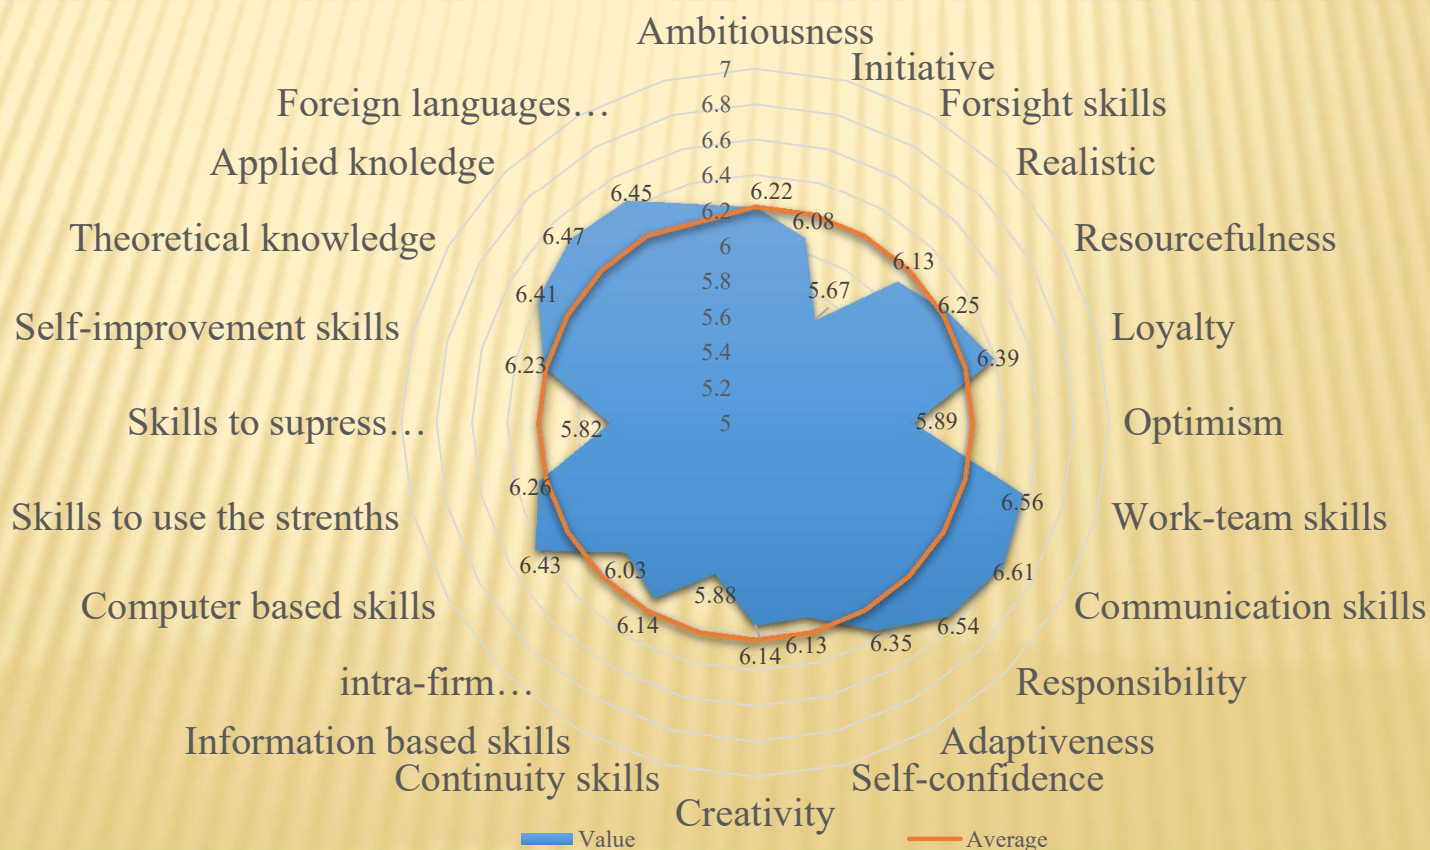 Ambitiousness
Initiative
Forsight skills
Realistic
Resourcefulness
Loyalty
Optimism
Work-team skills
Communication skills
Responsibility
Adaptiveness
Self-confidence
Creativity
Continuity skills
Information based skills
intra-firm…
Computer based skills
Skills to use the strenths
Skills to supress…
Self-improvement skills
Theoretical knowledge
Applied knoledge
Foreign languages…
7
6.8
6.6
6.4
6.2
6
5.8
5.6
5.4
5.2
5
6.22
6.08
5.67
6.13
6.25
6.39
5.89
6.56
6.61
6.54
6.35
6.13
6.14
5.88
6.14
6.03
6.43
6.26
5.82
6.23
6.41
6.47
6.45
Value
Average